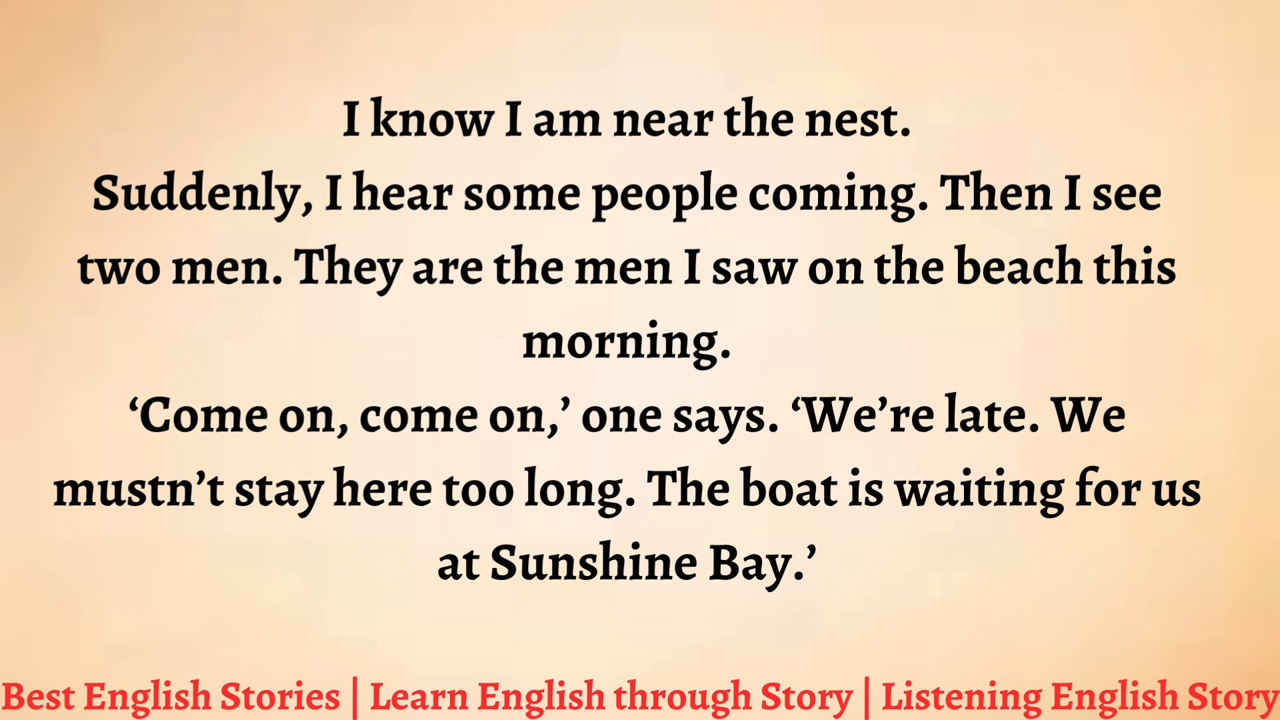 I know I am near the nest.
Suddenly, I hear some people coming. Then I see
two men. They are the men I saw on the beach this
morning.
‘Come on, come on,’ one says. ‘We’re late. We
mustn’t stay here too long. The boat is waiting for us
at Sunshine Bay.’
Best English Stories | Learn English through Story | Listening English Story